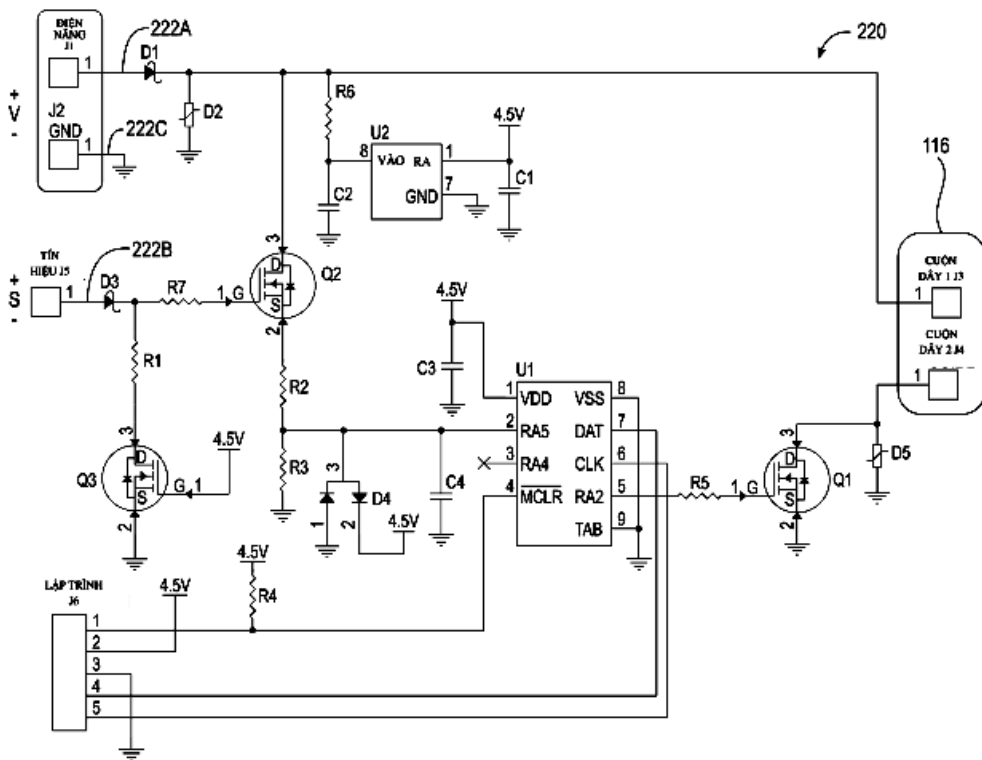 ĐIỆN
NĂNG
J1
222A
D1
220
1
+
V
-
J2
GND
1
222C
D2
R6
4.5V
U2
8 VÀO RA 1
GND 7
C2
C1
116
TÍN
HIỆU J5
222B
+
S
-
1
D3
R7
1 G
3
D
S
2
Q2
CUỘN
DÂY 1 J3
1
CUỘN
DÂY 2 J4
1
R1
R2
4.5V
C3
U1
1 VDD VSS 8
2 RA5 DAT 7
3 RA4 CLK 6
4 MCLR RA2 5
TAB 9
3
D
S
G 1
2
Q3
4.5V
R3
3
1
2
D4
4.5V
C4
R5
1 G
3
D
S
2
Q1
D5
LẬP TRÌNH
J6
4.5V
4.5V
R4
1
2
3
4
5